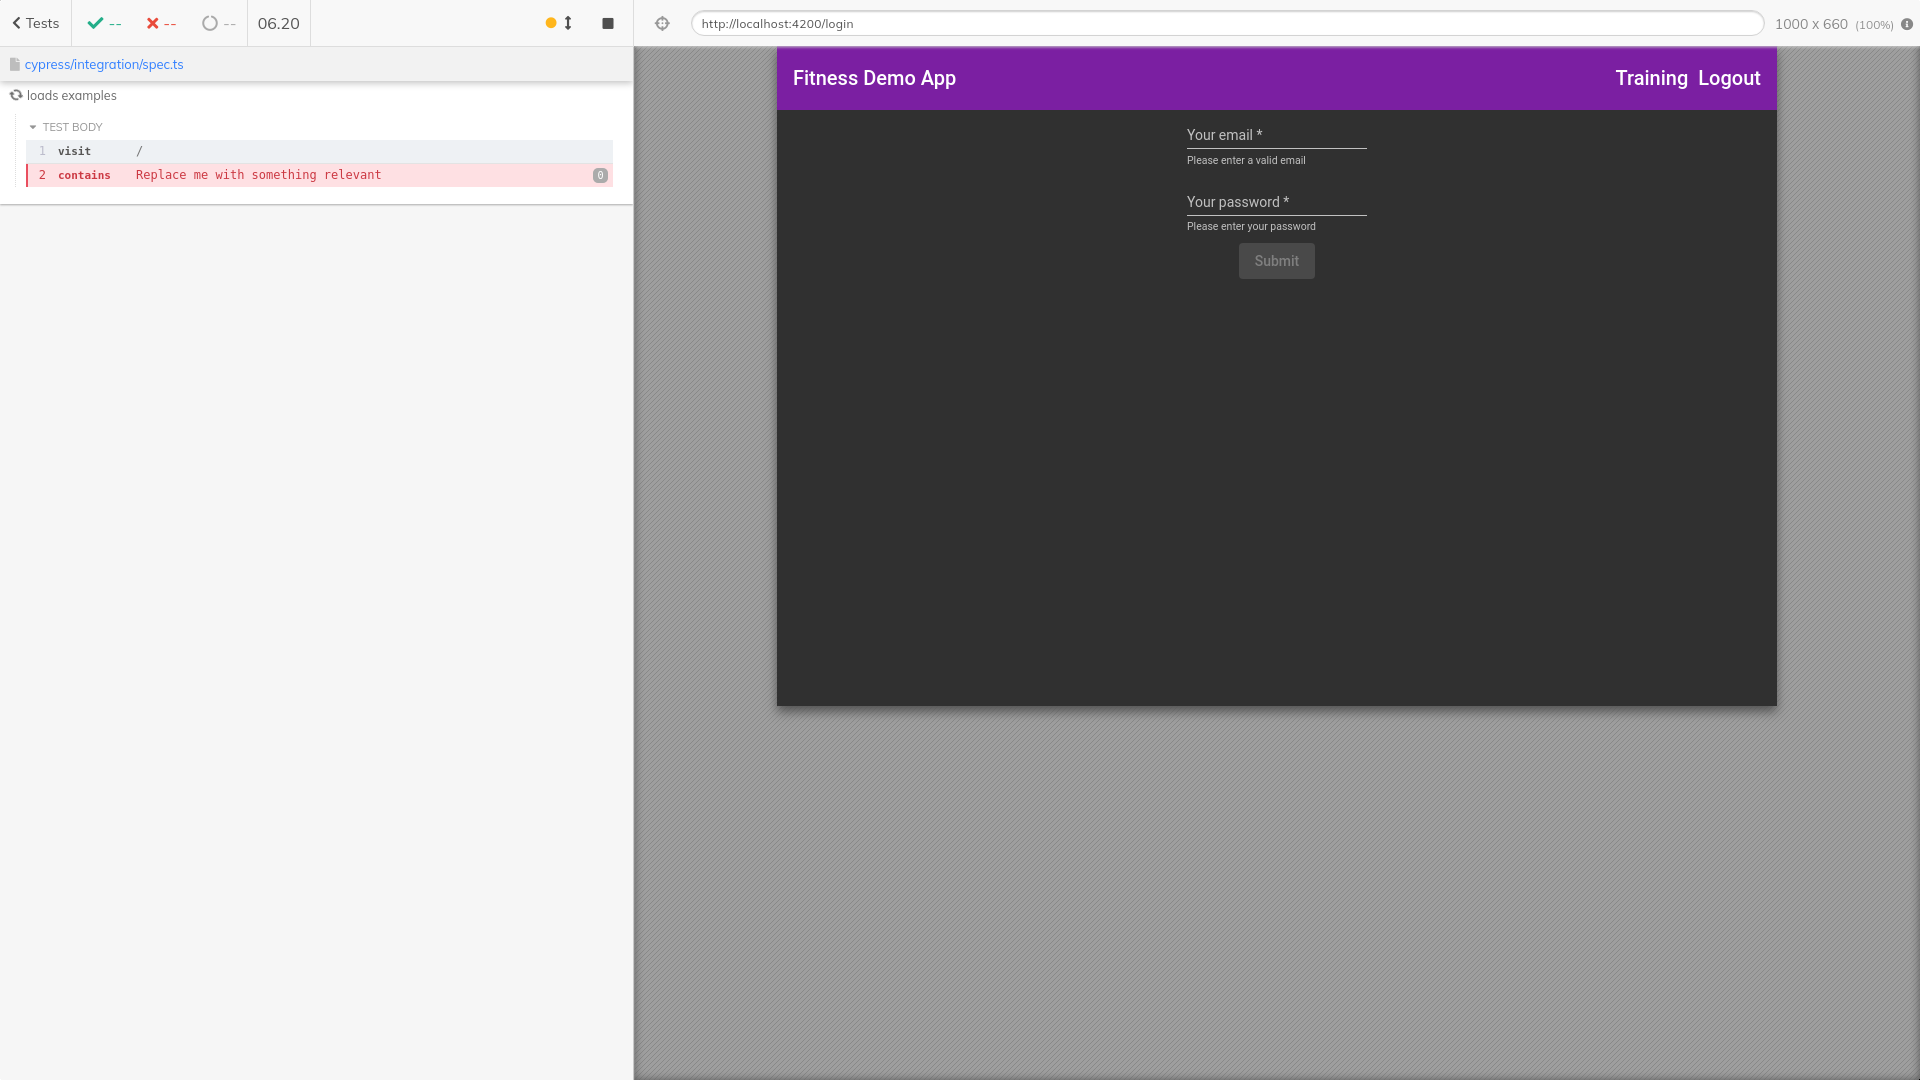 Tests -- -- -- 06.20
http://localhost:4200/login 1000 x 660 (100%)
cypress/integration/spec.ts
loads examples
TEST BODY
1 visit /
2 contains Replace me with something relevant 0
Fitness Demo App Training Logout
Your email *
Please enter a valid email
Your password *
Please enter your password
Submit